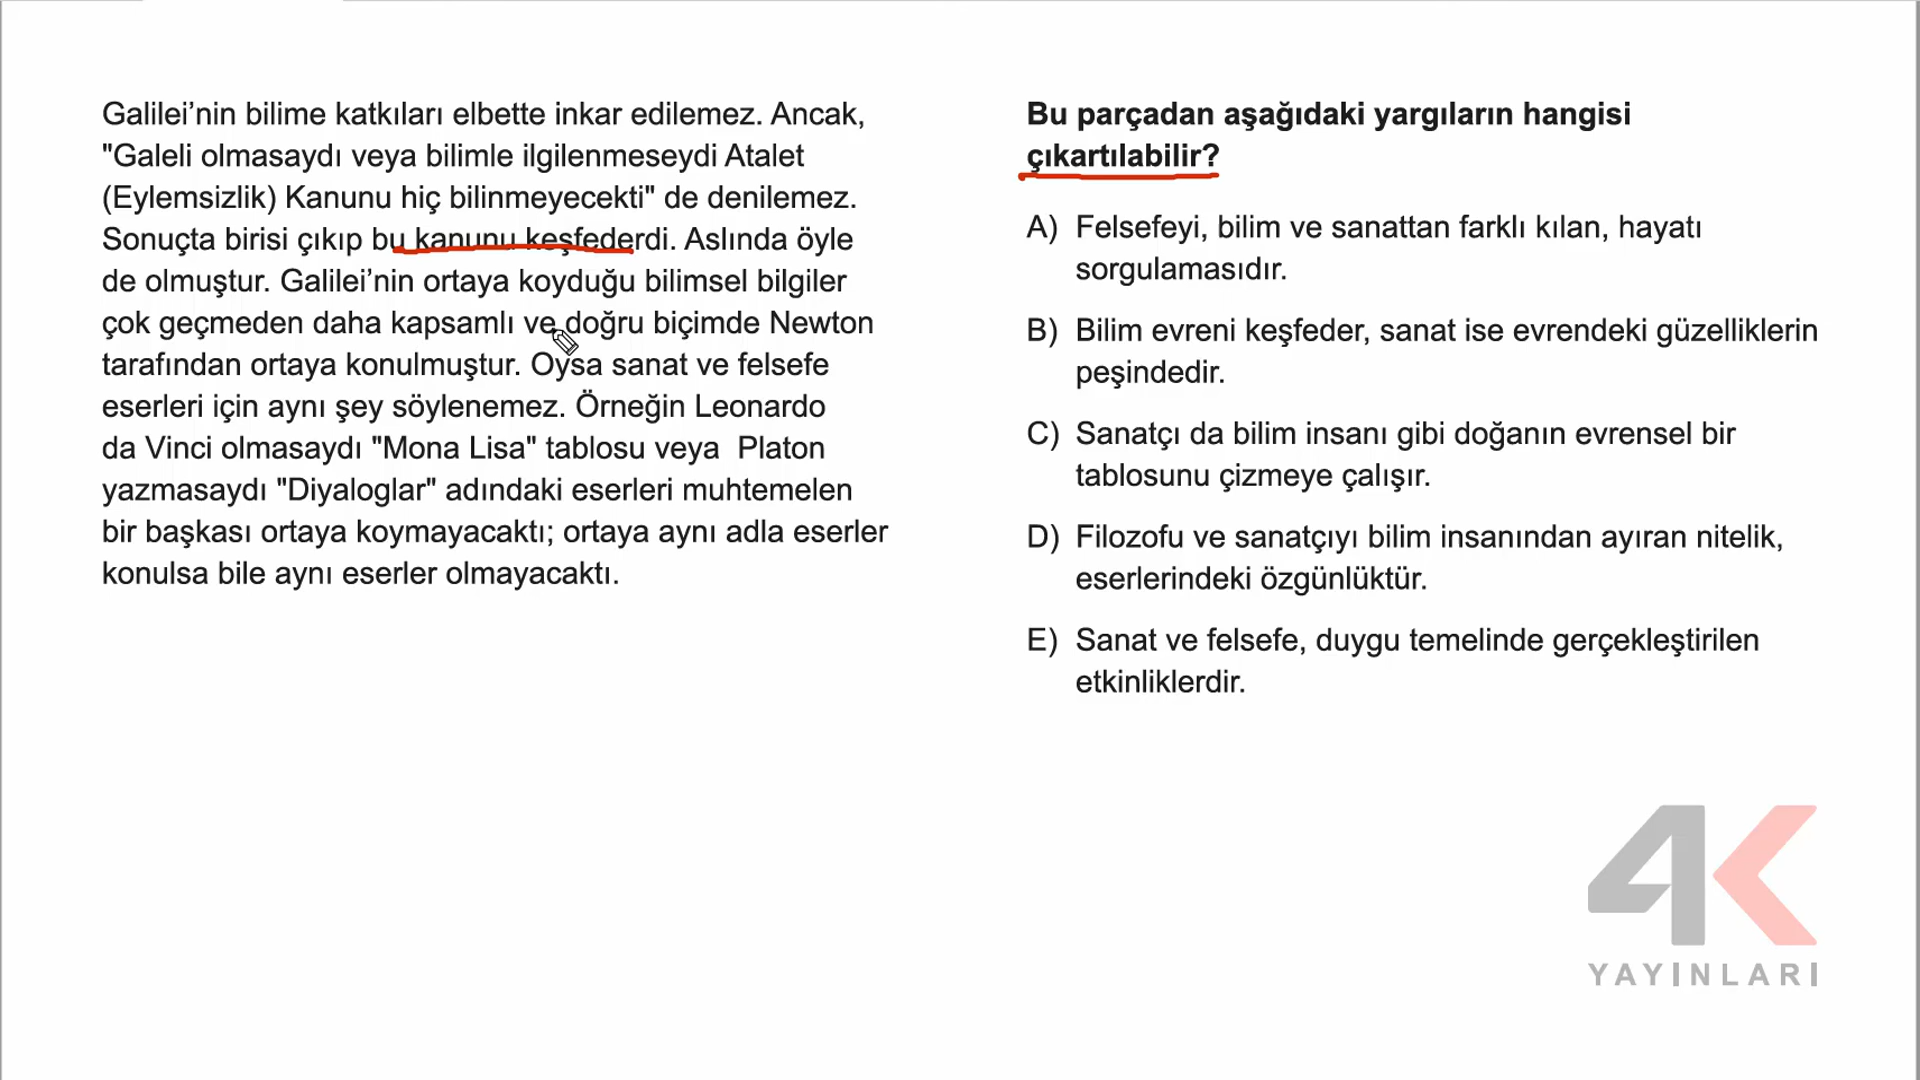 Galilei’nin bilime katkıları elbette inkar edilemez. Ancak,
"Galeli olmasaydı veya bilimle ilgilenmeseydi Atalet
(Eylemsizlik) Kanunu hiç bilinmeyecekti" de denilemez.
Sonuçta birisi çıkıp bu kanunu keşfederdi. Aslında öyle
de olmuştur. Galilei’nin ortaya koyduğu bilimsel bilgiler
çok geçmeden daha kapsamlı ve doğru biçimde Newton
tarafından ortaya konulmuştur. Oysa sanat ve felsefe
eserleri için aynı şey söylenemez. Örneğin Leonardo
da Vinci olmasaydı "Mona Lisa" tablosu veya Platon
yazmasaydı "Diyaloglar" adındaki eserleri muhtemelen
bir başkası ortaya koymayacaktı; ortaya aynı adla eserler
konulsa bile aynı eserler olmayacaktı.
Bu parçadan aşağıdaki yargıların hangisi
çıkartılabilir?
A) Felsefeyi, bilim ve sanattan farklı kılan, hayatı
sorgulamasıdır.
B) Bilim evreni keşfeder, sanat ise evrendeki güzelliklerin
peşindedir.
C) Sanatçı da bilim insanı gibi doğanın evrensel bir
tablosunu çizmeye çalışır.
D) Filozofu ve sanatçıyı bilim insanından ayıran nitelik,
eserlerindeki özgünlüktür.
E) Sanat ve felsefe, duygu temelinde gerçekleştirilen
etkinliklerdir.
4K
YAYINLARI